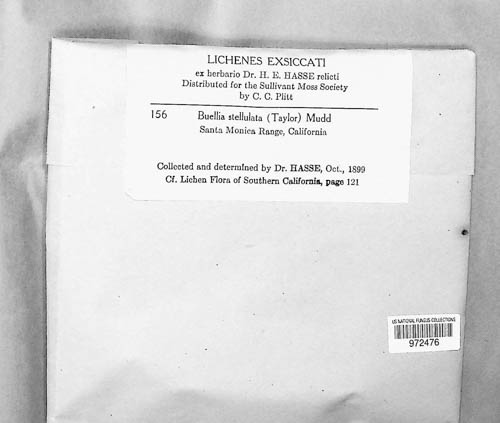 LICHENES EXSICCATI
ex herbario Dr. H. E. HASSE relicti
Distributed for the Sullivant Moss Society
by C. C. Plitt
156 Buellia stellulata (Taylor) Mudd
Santa Monica Range, California
Collected and determined by Dr. HASSE, Oct., 1899
Cf. Lichen Flora of Southern California, page 121
US NATIONAL FUNGUS COLLECTIONS
972476